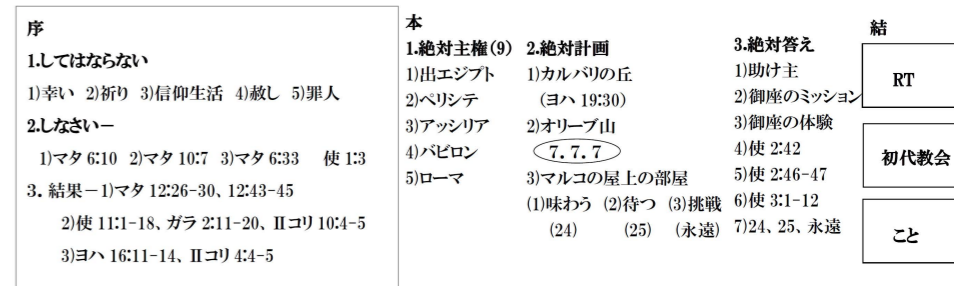 序
1.してはならない
1)幸い 2)祈り 3)信仰生活 4)赦し 5)罪人
2.しなさい－
1)マタ 6:10 2)マタ 10:7 3)マタ 6:33 使 1:3
3. 結果－1)マタ 12:26-30、12:43-45
2)使 11:1-18、ガラ 2:11-20、Ⅱコリ 10:4-5
3)ヨハ 16:11-14、Ⅱコリ 4:4-5
本
1.絶対主権(9)
1)出エジプト
2)ペリシテ
3)アッシリア
4)バビロン
5)ローマ
2.絶対計画
1)カルバリの丘
(ヨハ 19:30)
2)オリーブ山
7. 7. 7
3)マルコの屋上の部屋
(1)味わう (2)待つ (3)挑戦
(24) (25) (永遠)
3.絶対答え
1)助け主
2)御座のミッション
3)御座の体験
4)使 2:42
5)使 2:46-47
6)使 3:1-12
7)24、25、永遠
結
RT
初代教会
こと